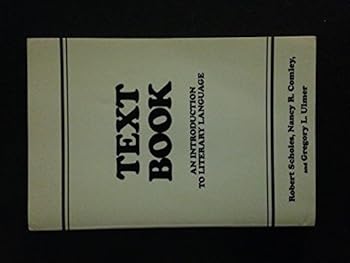 TEXT
BOOK
AN INTRODUCTION
TO LITERARY LANGUAGE
Robert Scholes, Nancy R. Comley,
and Gregory L. Ulmer